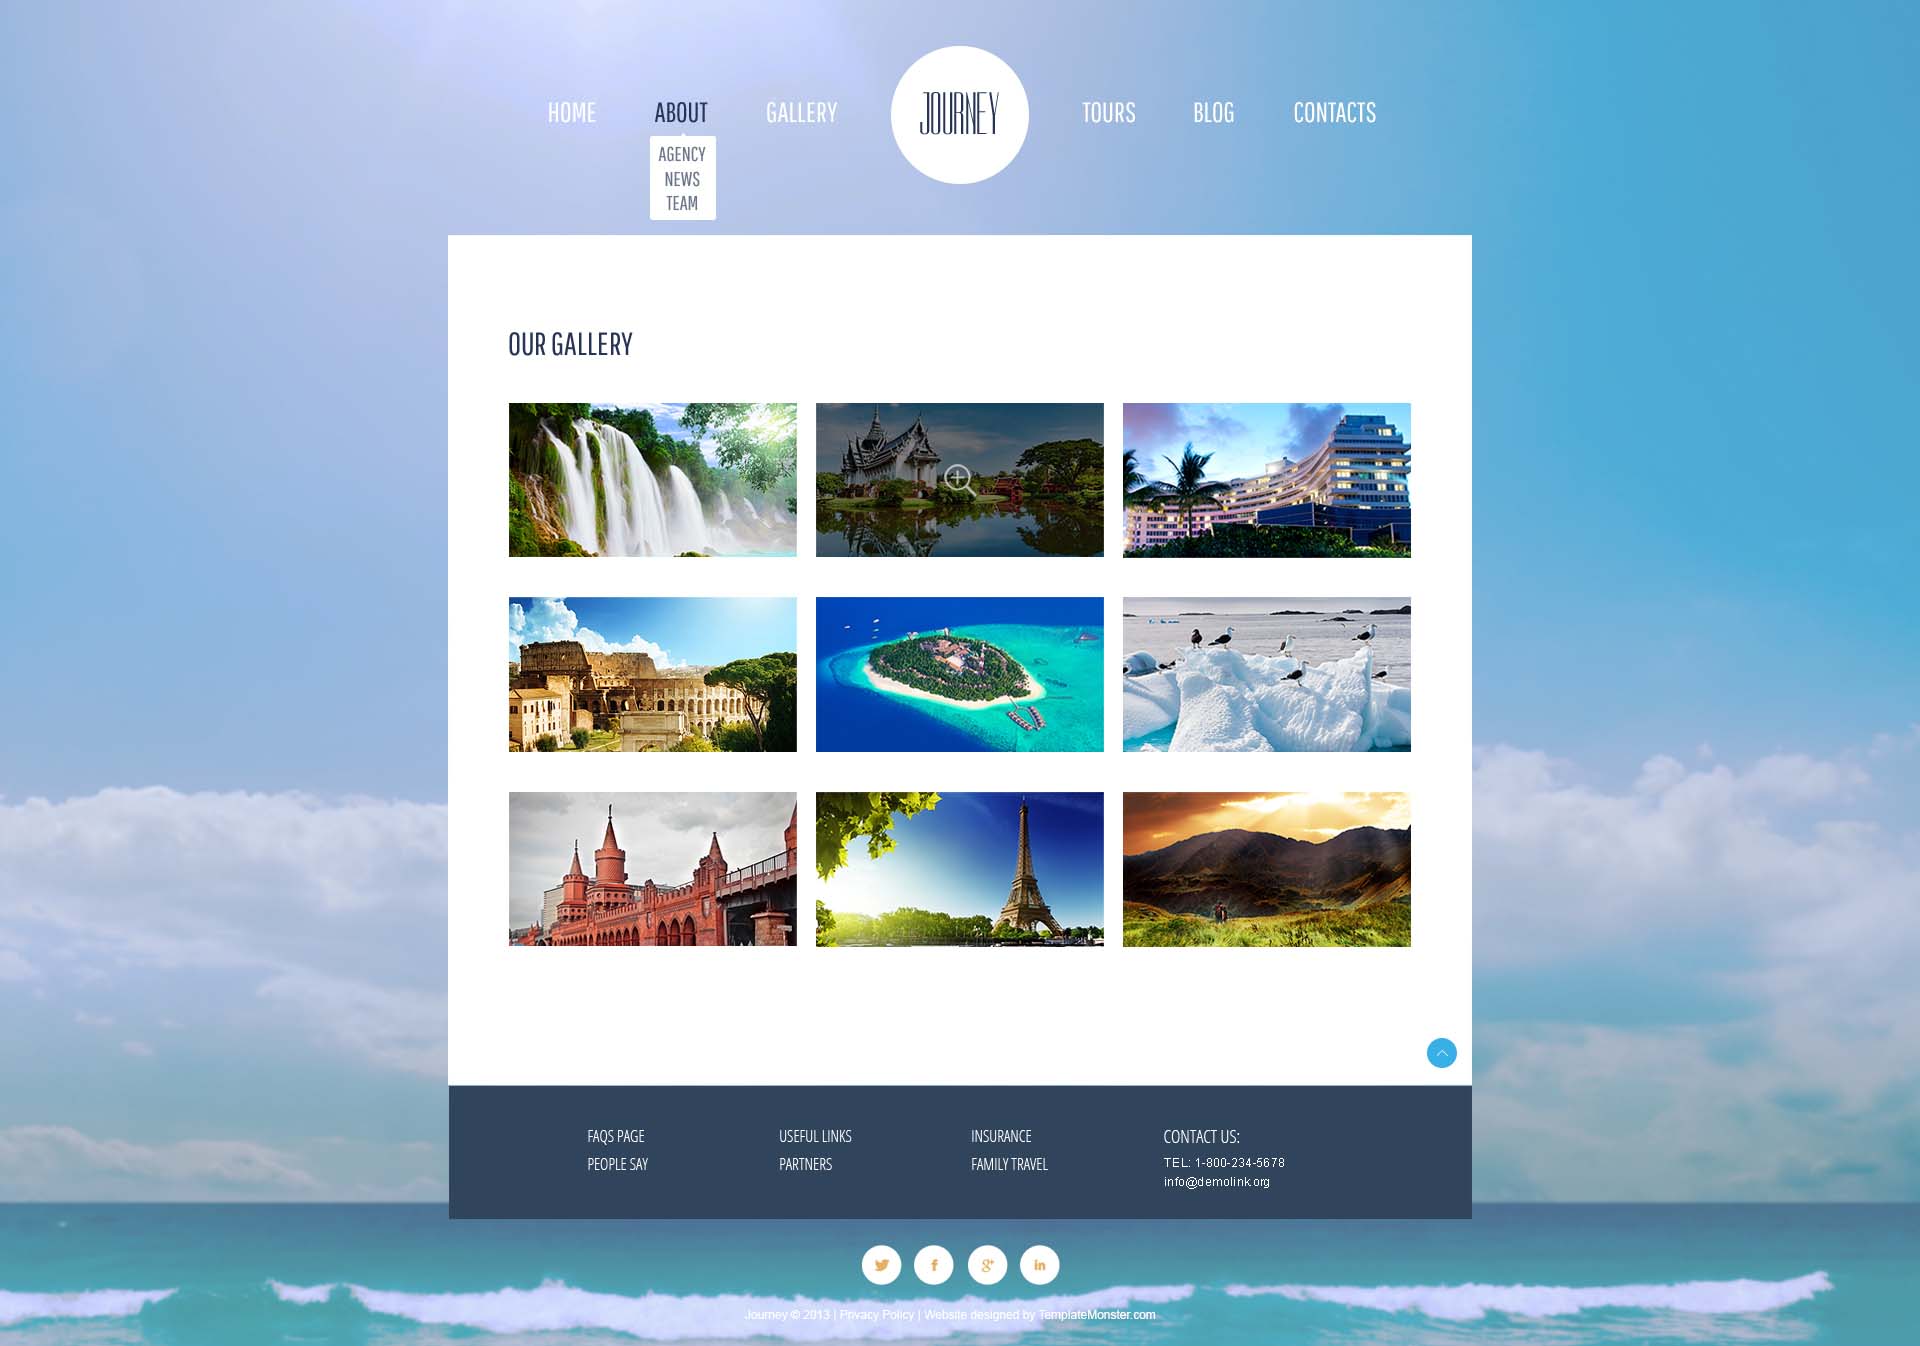 HOME ABOUT GALLERY JOURNEY TOURS BLOG CONTACTS
AGENCY
NEWS
TEAM
OUR GALLERY
FAQS PAGE USEFUL LINKS INSURANCE CONTACT US:
PEOPLE SAY PARTNERS FAMILY TRAVEL TEL: 1-800-234-5678
info@demolink.org
Journey © 2013 | Privacy Policy | Website designed by TemplateMonster.com